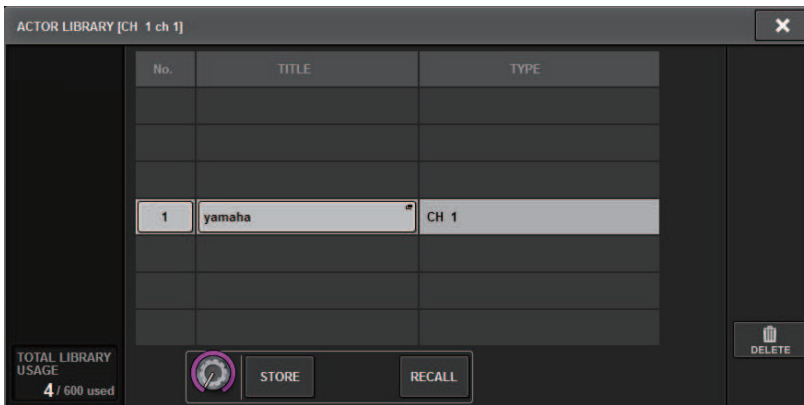 ACTOR LIBRARY [CH 1 ch 1]
No. TITLE TYPE
1 yamaha CH 1
DELETE
TOTAL LIBRARY
USAGE
4 / 600 used
STORE RECALL